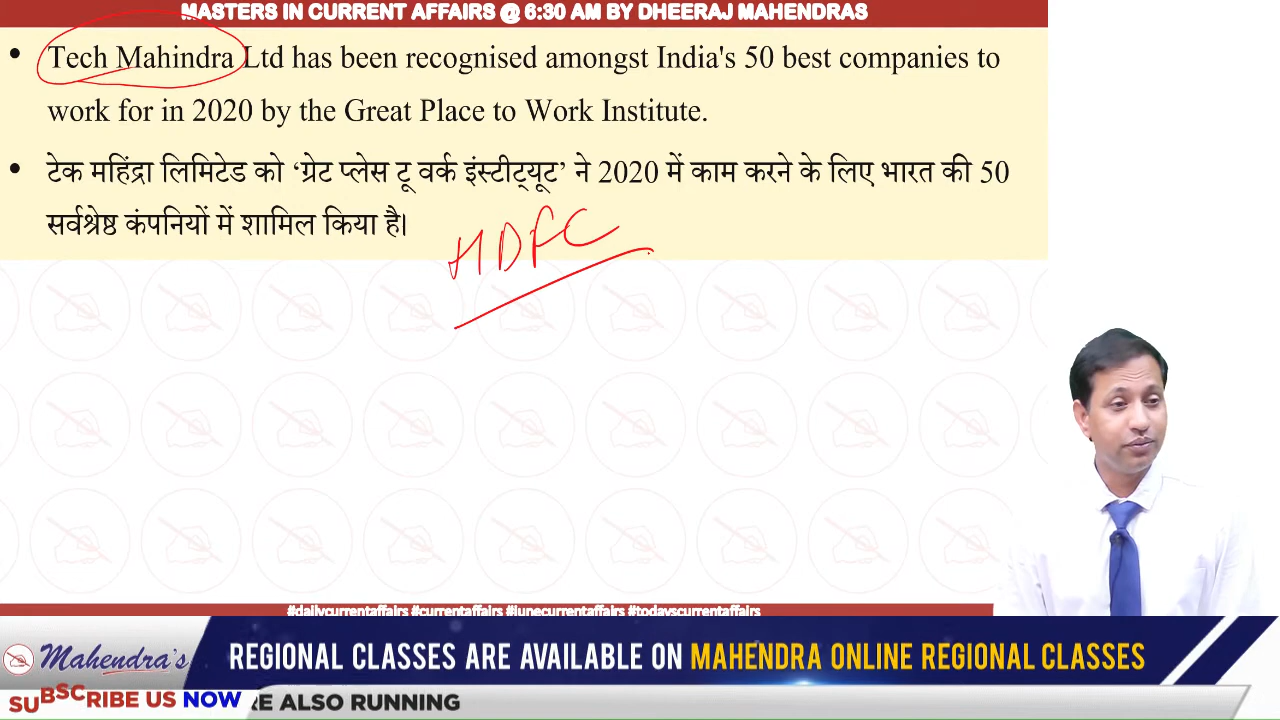 MASTERS IN CURRENT AFFAIRS @ 6:30 AM BY DHEERAJ MAHENDRAS
• Tech Mahindra Ltd has been recognised amongst India's 50 best companies to
work for in 2020 by the Great Place to Work Institute.
• टेक महिंद्रा लिमिटेड को ‘ग्रेट प्लेस टू वर्क इंस्टीट्यूट’ ने 2020 में काम करने के लिए भारत की 50
सर्वश्रेष्ठ कंपनियों में शामिल किया है।
HDFC
#dailycurrentaffairs #currentaffairs #junecurrentaffairs #todayscurrentaffairs
Mahendra's
REGIONAL CLASSES ARE AVAILABLE ON MAHENDRA ONLINE REGIONAL CLASSES
SUBSCRIBE US NOW RE ALSO RUNNING